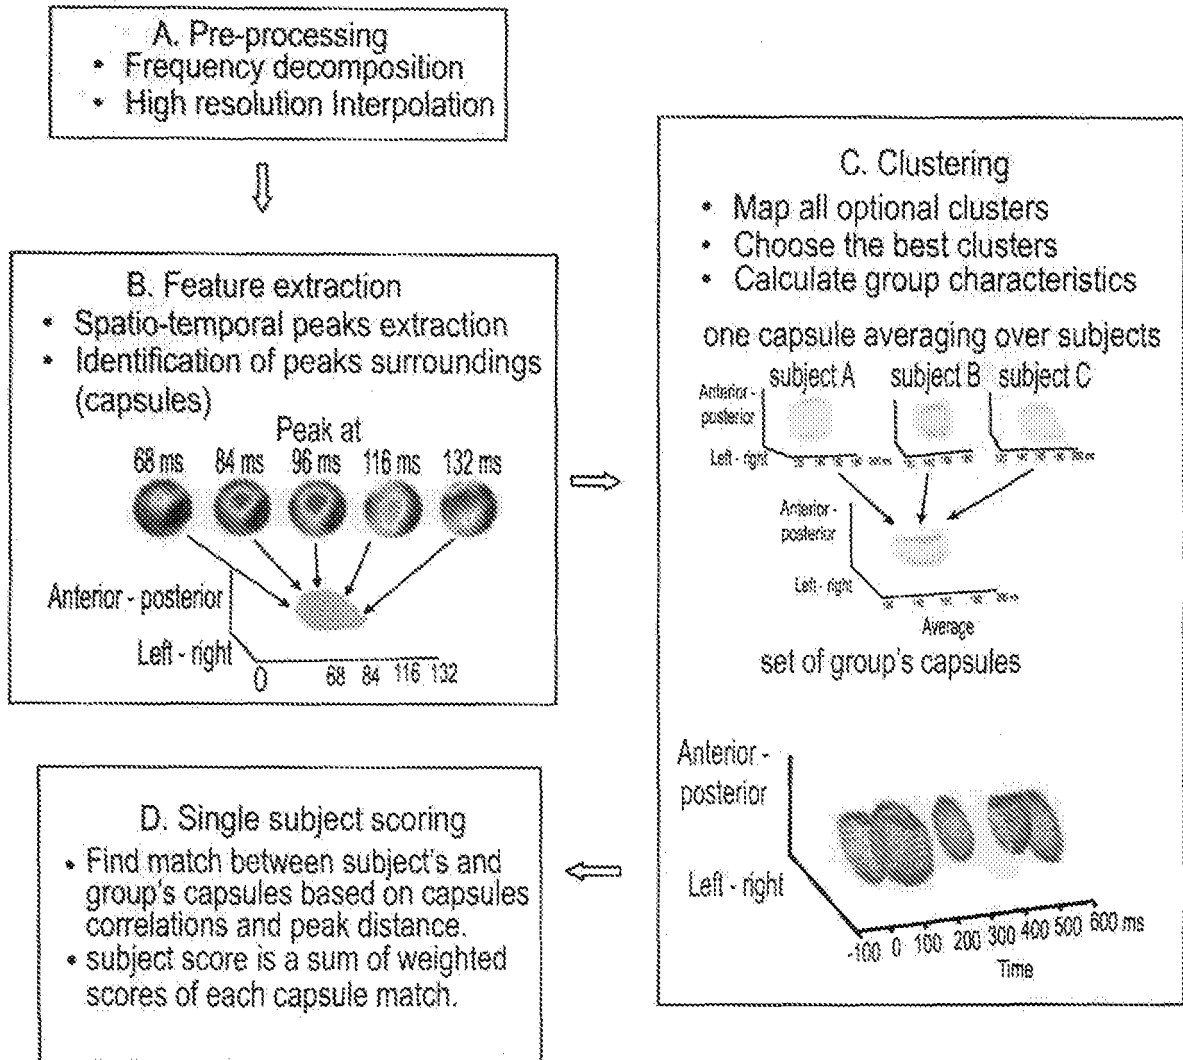 A. Pre-processing
• Frequency decomposition
• High resolution Interpolation
B. Feature extraction
• Spatio-temporal peaks extraction
• Identification of peaks surroundings
(capsules)
Peak at
68 ms 84 ms 96 ms 116 ms 132 ms
Anterior - posterior
Left - right
0 68 84 116 132
C. Clustering
• Map all optional clusters
• Choose the best clusters
• Calculate group characteristics
one capsule averaging over subjects
subject A subject B subject C
Anterior -
posterior
Left - right
Anterior -
posterior
Left - right
Average
set of group's capsules
Anterior -
posterior
Left - right
-100 0 100 200 300 400 500 600 ms
Time
D. Single subject scoring
• Find match between subject's and
group's capsules based on capsules
correlations and peak distance.
• subject score is a sum of weighted
scores of each capsule match.